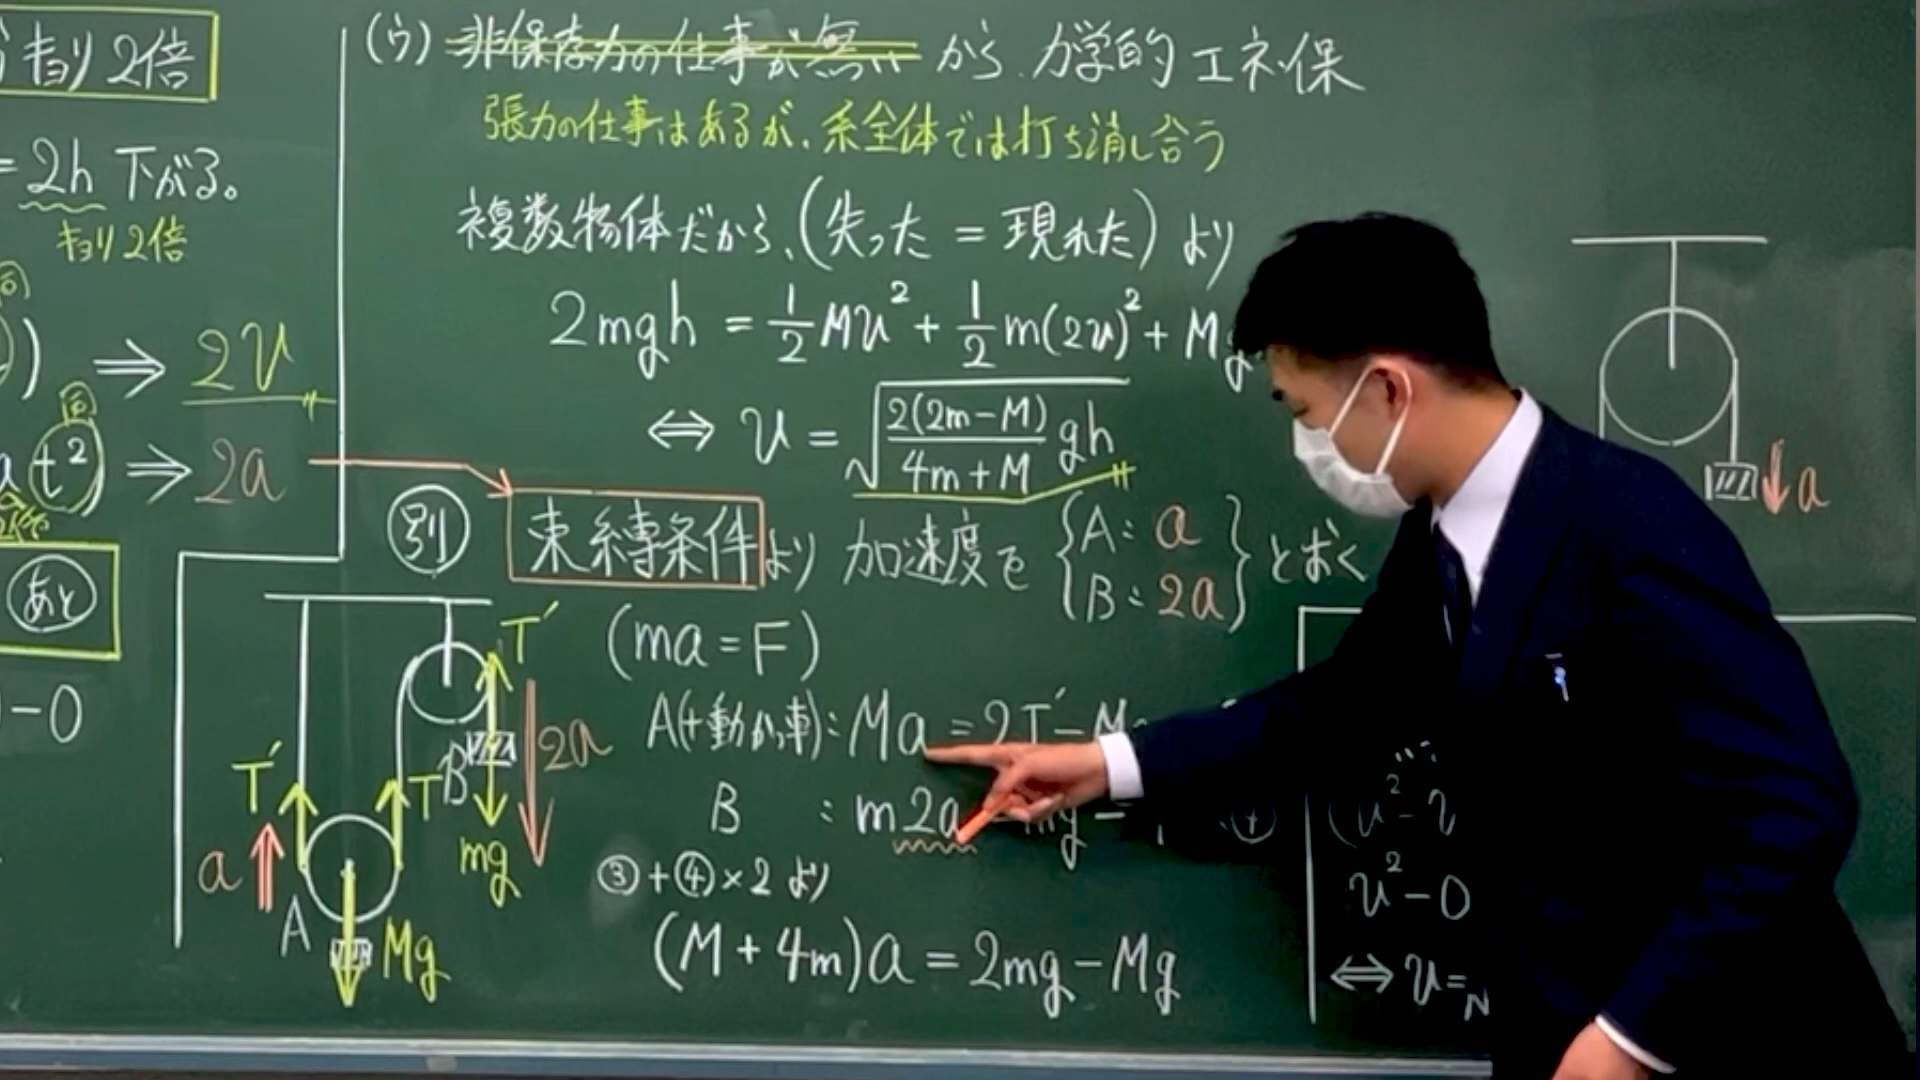 キョリ2倍
=2h 下がる。
キョリ2倍
同
) ⇒ 2v
同
a t²) ⇒ 2a
あと
-0
(ウ) 非保存力の仕事が無い から、力学的エネ保
張力の仕事はあるが、系全体では打ち消し合う
複数物体だから、(失った = 現れた) より
2mgh = 1/2 Mv² + 1/2 m(2v)² + Mg
⇔ v = √(2(2m-M)/(4m+M) gh)
別 束縛条件より 加速度を {A: a
B: 2a} とおく
(ma=F)
A(+動かっ車): Ma = 2T'-M
B : m2a mg -
③+④×2 より
(M+4m)a = 2mg-Mg
T'
2a
B
mg
T'
T'
a
A
Mg
a
v²-0
⇔ v=